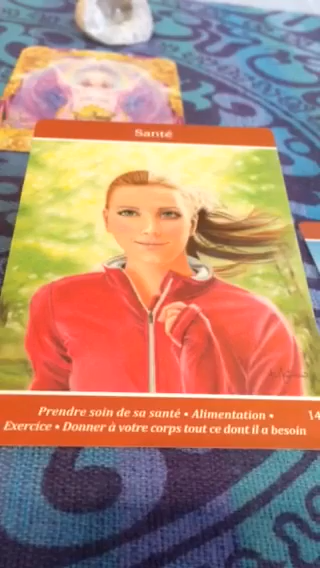 Santé
Prendre soin de sa santé • Alimentation •
Exercice • Donner à votre corps tout ce dont il a besoin
14